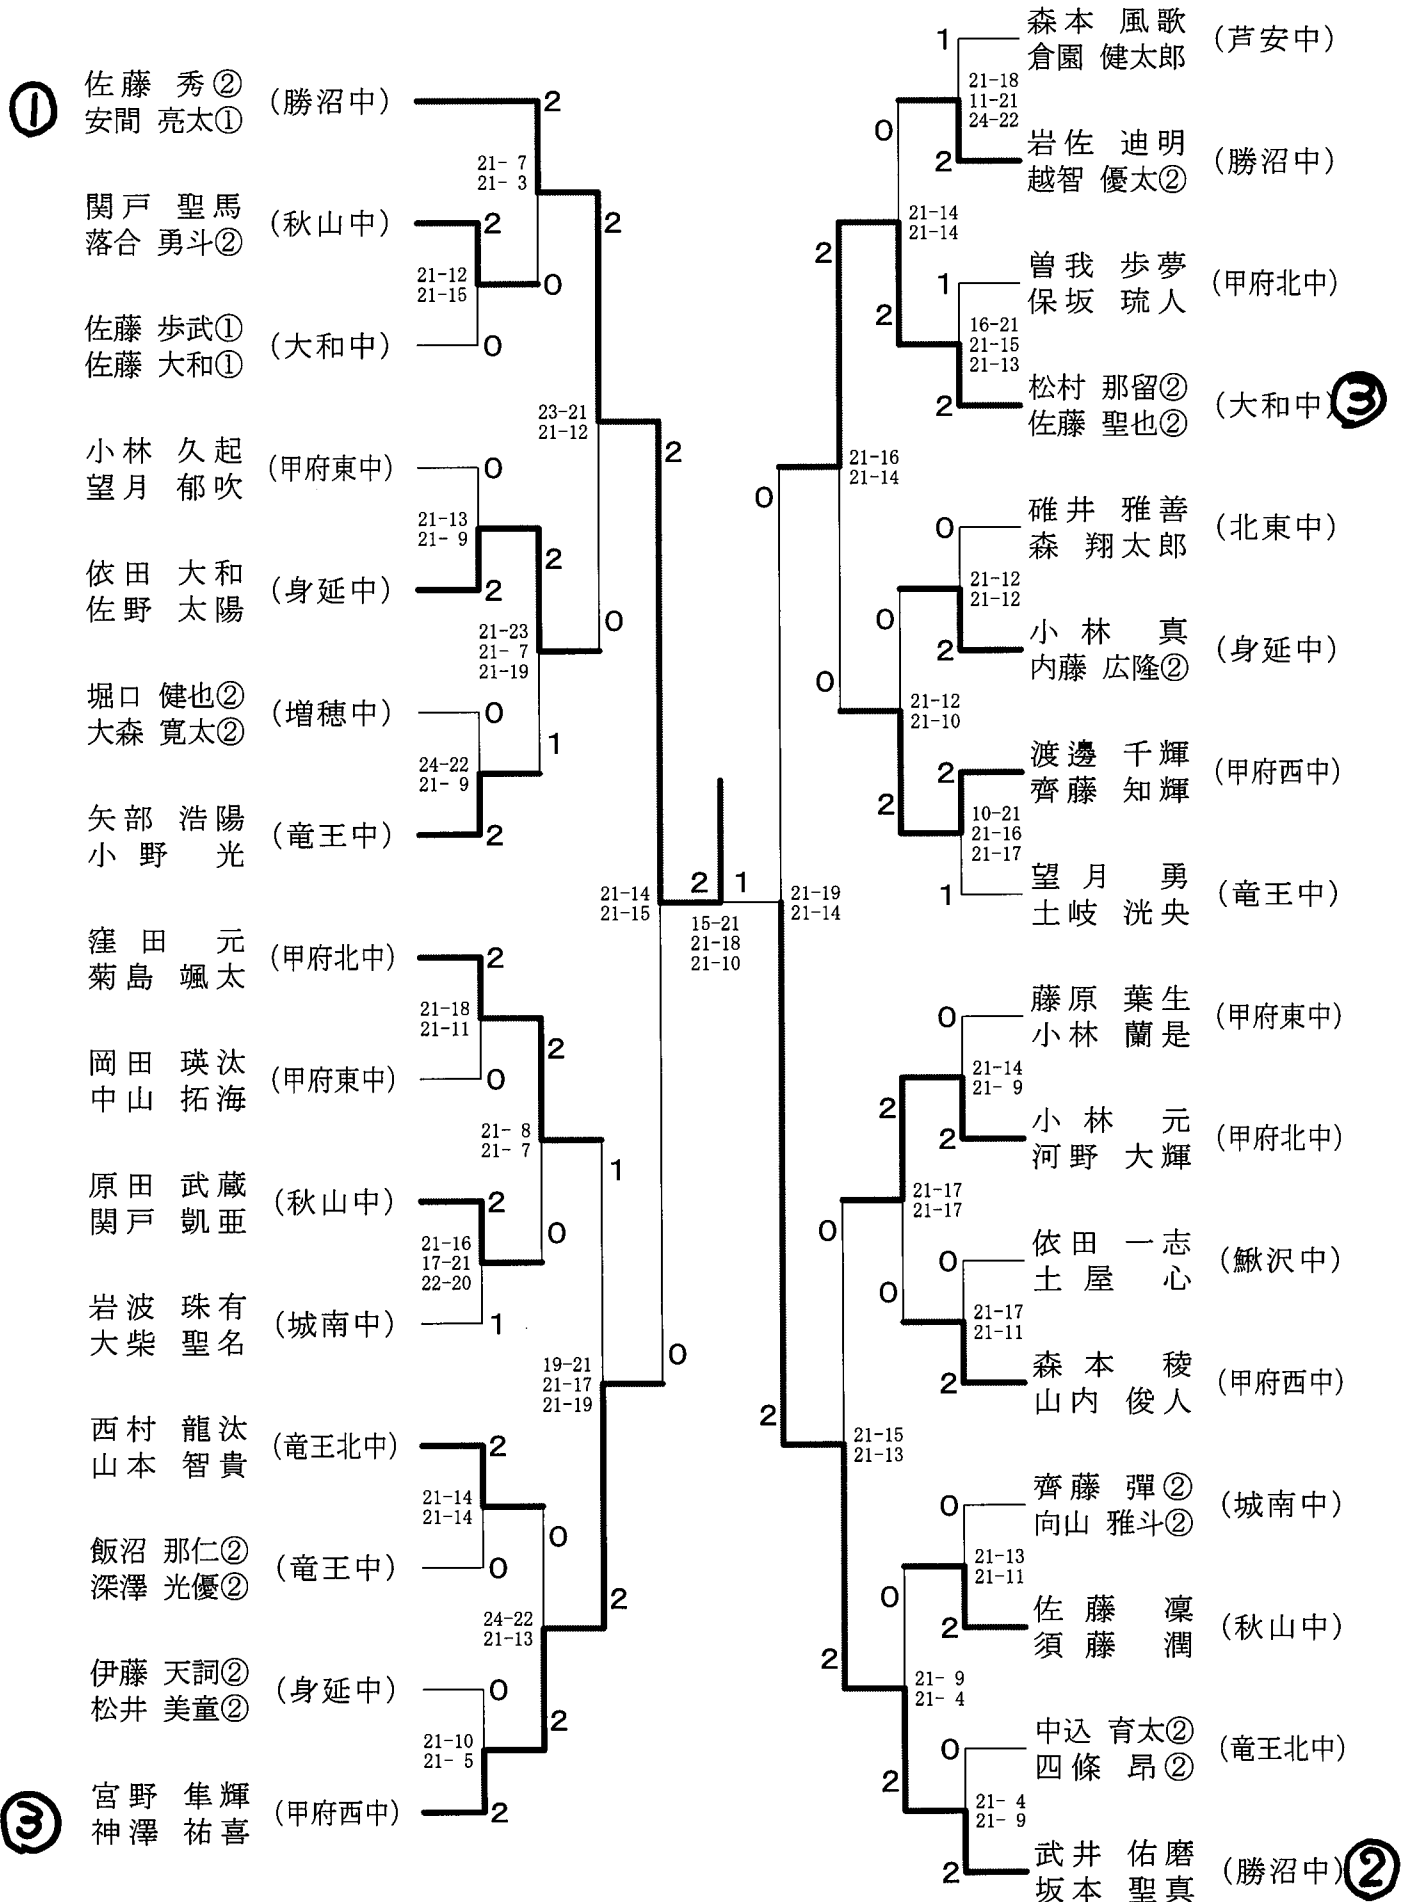 ①
佐藤 秀②
安間 亮太①
(勝沼中)
2
21- 7
21- 3
関戸 聖馬
落合 勇斗②
(秋山中)
2
2
21-12
21-15
0
佐藤 歩武①
佐藤 大和①
(大和中)
0
23-21
21-12
2
小林 久起
望月 郁吹
(甲府東中)
0
21-13
21- 9
2
依田 大和
佐野 太陽
(身延中)
2
0
21-23
21- 7
21-19
堀口 健也②
大森 寛太②
(増穂中)
0
1
24-22
21- 9
矢部 浩陽
小野 光
(竜王中)
2
21-14
21-15
2
1
15-21
21-18
21-10
窪田 元
菊島 颯太
(甲府北中)
2
21-18
21-11
2
岡田 瑛汰
中山 拓海
(甲府東中)
0
21- 8
21- 7
1
原田 武蔵
関戸 凱亜
(秋山中)
2
0
21-16
17-21
22-20
岩波 珠有
大柴 聖名
(城南中)
1
0
19-21
21-17
21-19
西村 龍汰
山本 智貴
(竜王北中)
2
21-14
21-14
0
飯沼 那仁②
深澤 光優②
(竜王中)
0
2
24-22
21-13
伊藤 天詞②
松井 美童②
(身延中)
0
2
21-10
21- 5
③
宮野 隼輝
神澤 祐喜
(甲府西中)
2
1
森本 風歌
倉園 健太郎
(芦安中)
21-18
11-21
24-22
0
2
岩佐 迪明
越智 優太②
(勝沼中)
21-14
21-14
2
1
曽我 歩夢
保坂 琉人
(甲府北中)
2
16-21
21-15
21-13
2
松村 那留②
佐藤 聖也②
(大和中)
③
21-16
21-14
0
0
碓井 雅善
森 翔太郎
(北東中)
21-12
21-12
0
2
小林 真
内藤 広隆②
(身延中)
0
21-12
21-10
2
渡邊 千輝
齊藤 知輝
(甲府西中)
2
10-21
21-16
21-17
1
望月 勇
土岐 洸央
(竜王中)
21-19
21-14
0
藤原 葉生
小林 蘭是
(甲府東中)
21-14
21- 9
2
2
小林 元
河野 大輝
(甲府北中)
21-17
21-17
0
0
依田 一志
土屋 心
(鰍沢中)
0
21-17
21-11
2
森本 稜
山内 俊人
(甲府西中)
2
21-15
21-13
0
齊藤 彈②
向山 雅斗②
(城南中)
21-13
21-11
0
2
佐藤 凜
須藤 潤
(秋山中)
2
21- 9
21- 4
0
中込 育太②
四條 昂②
(竜王北中)
2
21- 4
21- 9
2
武井 佑磨
坂本 聖真
(勝沼中)
②